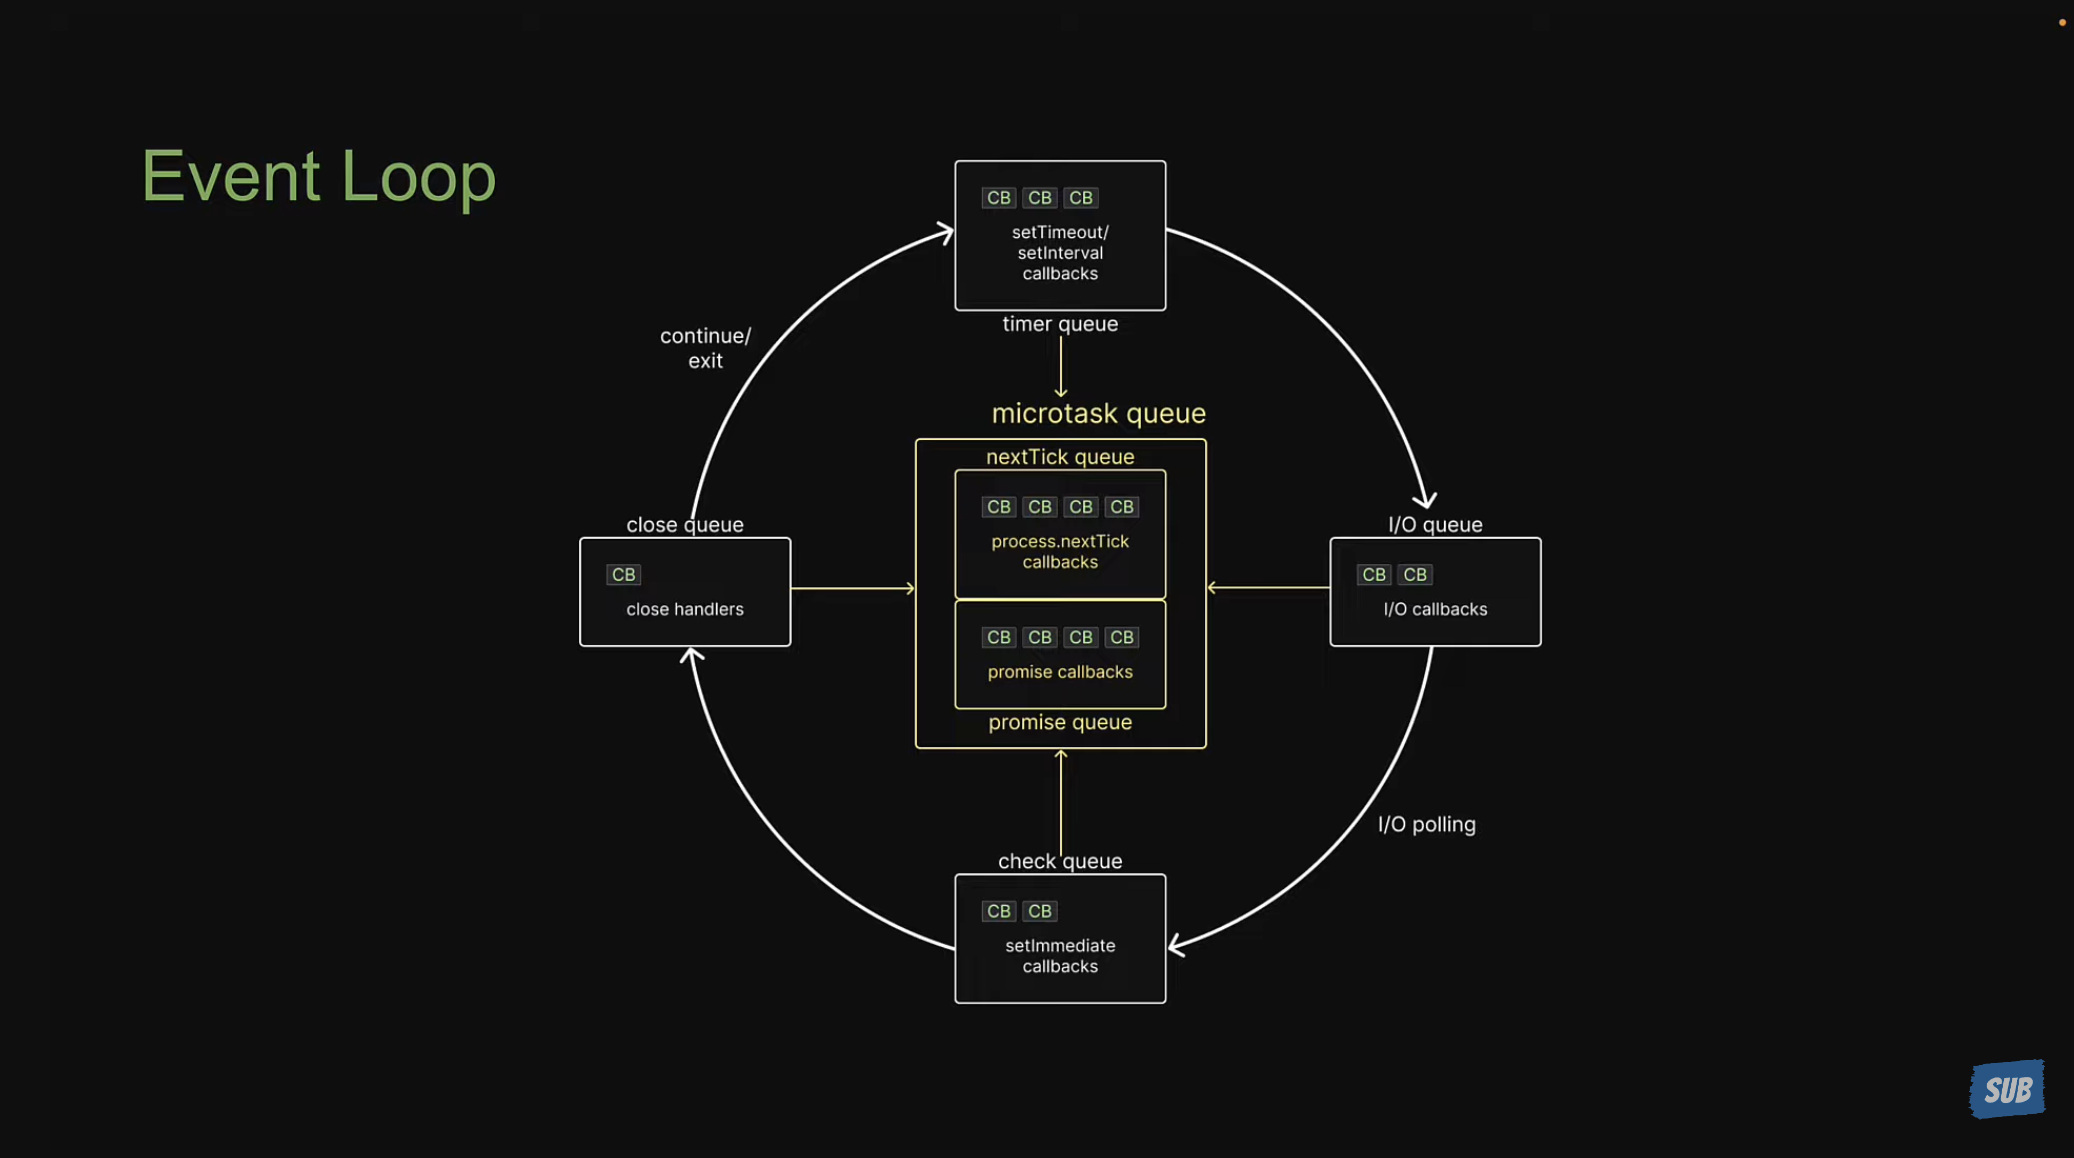 Event Loop
CB CB CB
setTimeout/
setInterval
callbacks
timer queue
continue/
exit
microtask queue
nextTick queue
CB CB CB CB
process.nextTick
callbacks
CB CB CB CB
promise callbacks
promise queue
close queue
CB
close handlers
I/O queue
CB CB
I/O callbacks
I/O polling
check queue
CB CB
setImmediate
callbacks
SUB